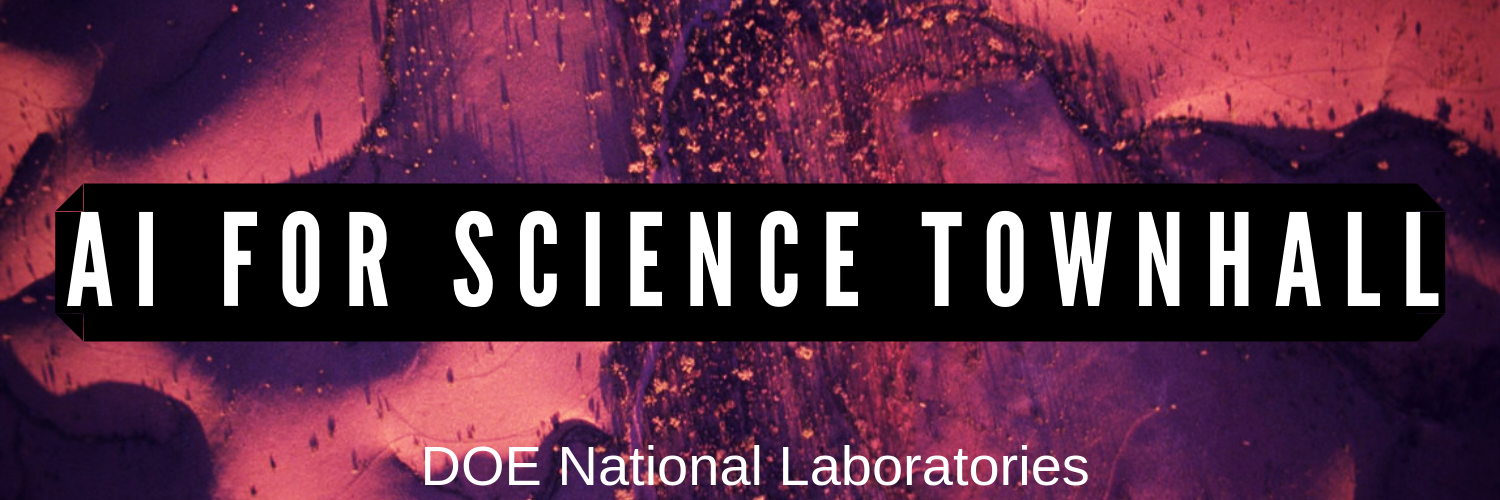 AI FOR SCIENCE TOWNHALL
DOE National Laboratories